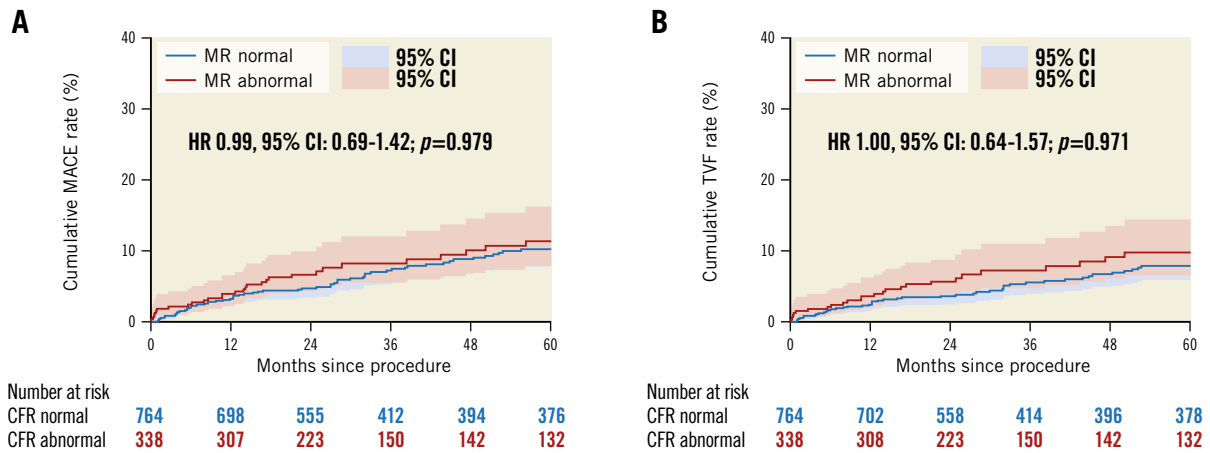 A
40
30
20
10
0
Cumulative MACE rate (%)
MR normal
MR abnormal
95% CI
95% CI
HR 0.99, 95% CI: 0.69-1.42; p=0.979
0 12 24 36 48 60
Months since procedure
Number at risk
CFR normal 764 698 555 412 394 376
CFR abnormal 338 307 223 150 142 132
B
40
30
20
10
0
Cumulative TVF rate (%)
MR normal
MR abnormal
95% CI
95% CI
HR 1.00, 95% CI: 0.64-1.57; p=0.971
0 12 24 36 48 60
Months since procedure
Number at risk
CFR normal 764 702 558 414 396 378
CFR abnormal 338 308 223 150 142 132